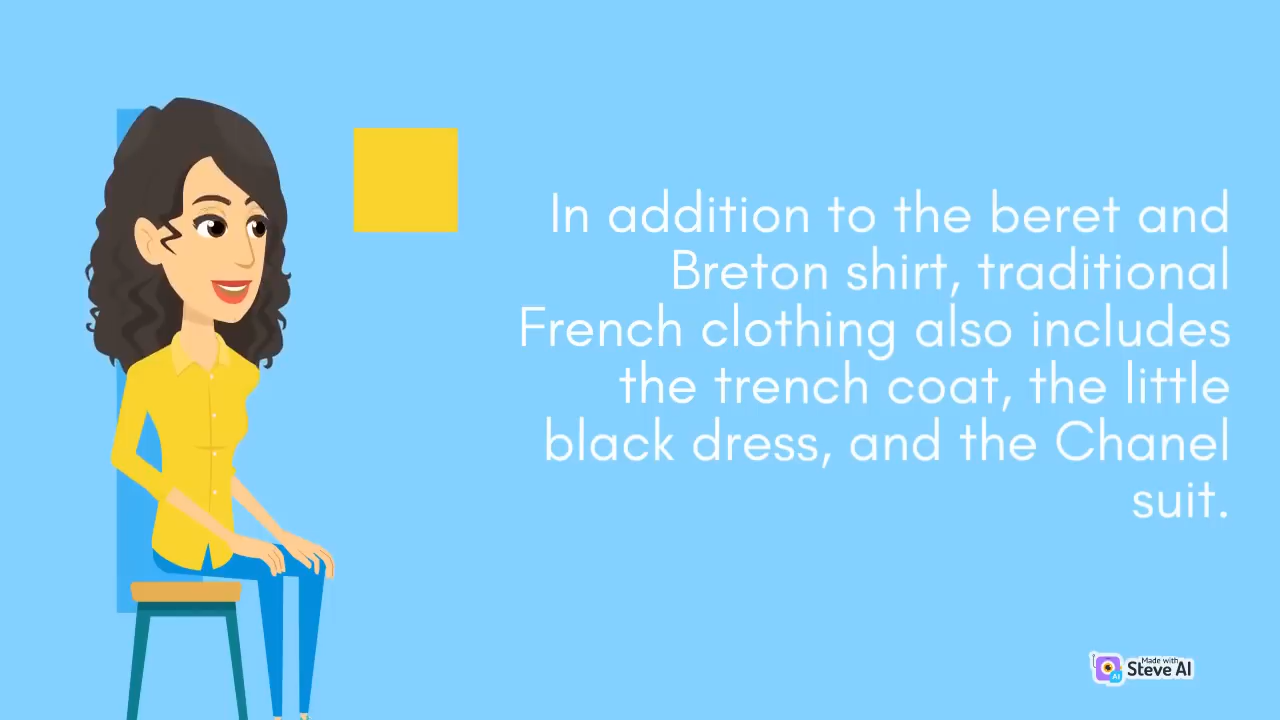 In addition to the beret and
Breton shirt, traditional
French clothing also includes
the trench coat, the little
black dress, and the Chanel
suit.
Made with
Steve AI
AI